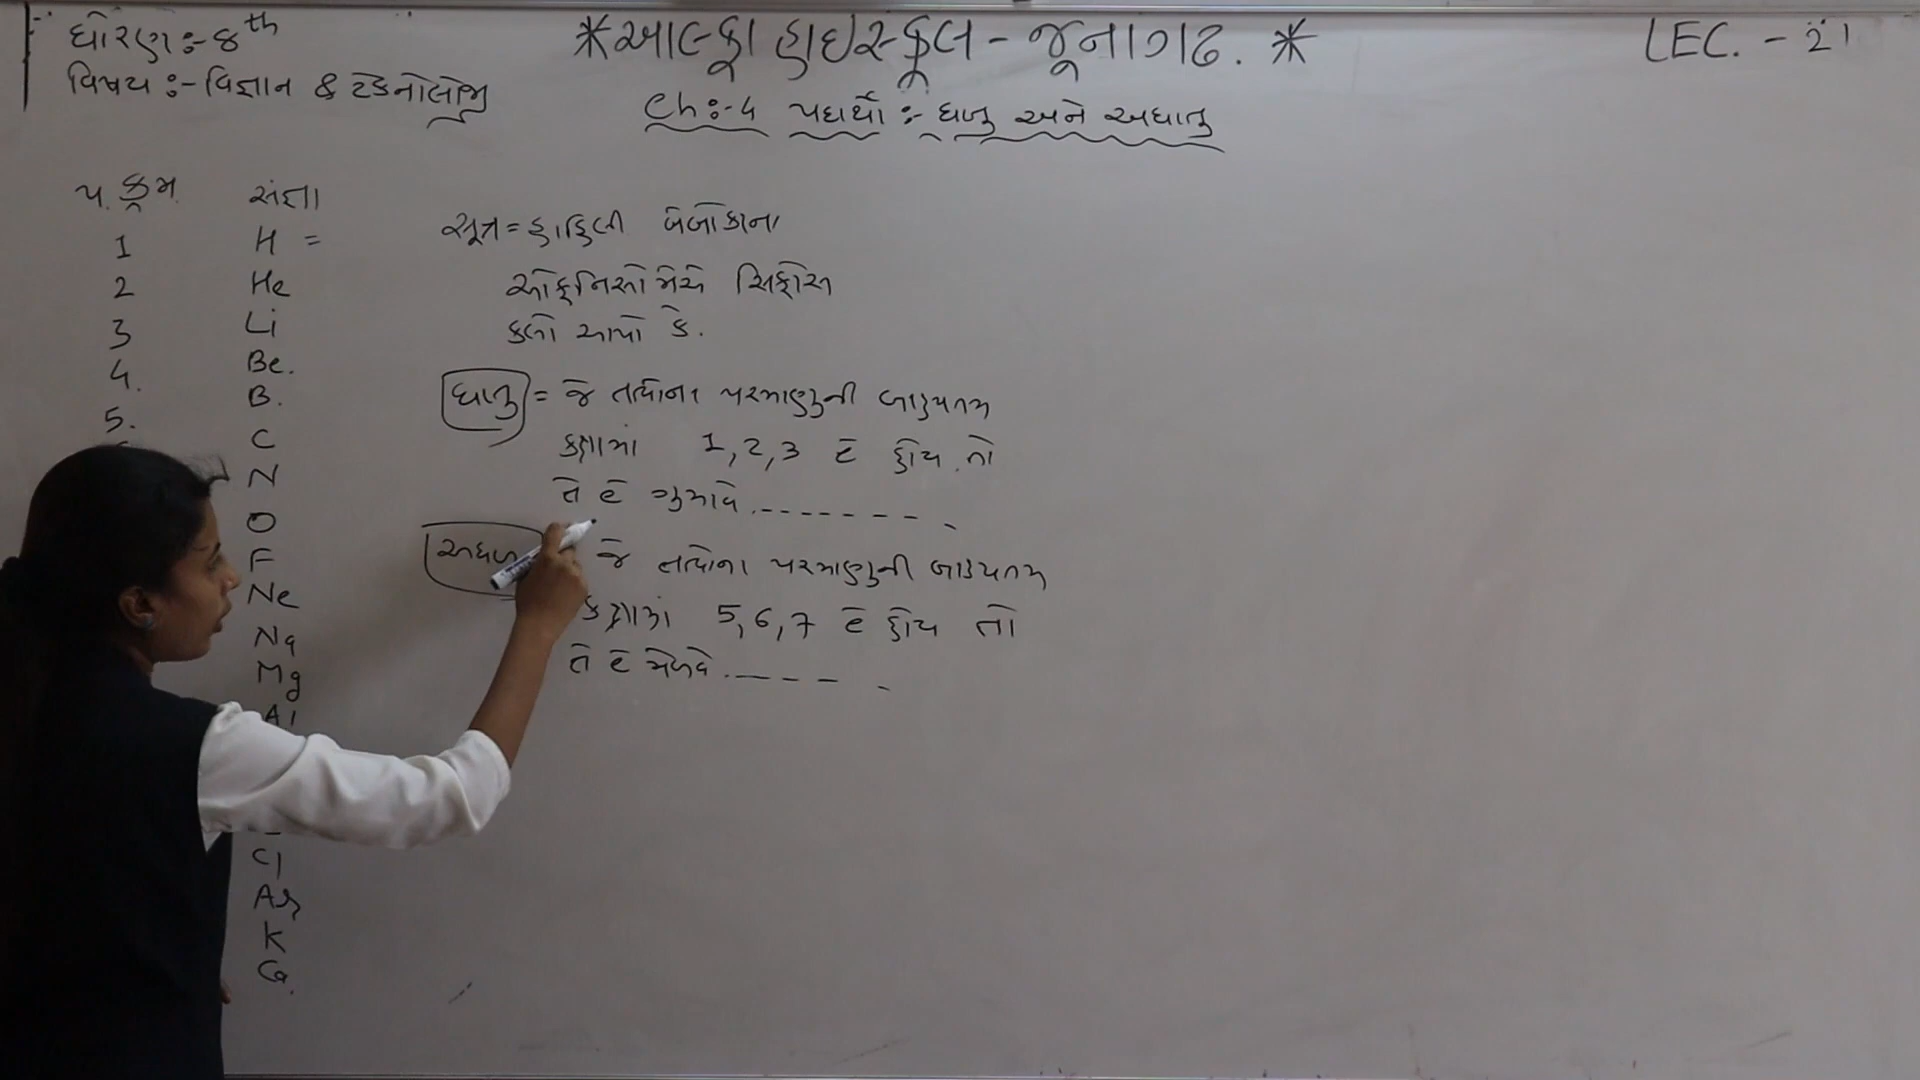 ધોરણ :- 8th
વિષય :- વિજ્ઞાન & ટેકનોલોજી
* આલ્ફા હાઇસ્કૂલ - જૂનાગઢ. *
LEC. - 21
Ch :- 4 પદાર્થો :- ધાતુ અને અધાતુ
પ. ક્રમ સંજ્ઞા
1 H =
2 He
3 Li
4. Be.
5. B.
C
N
O
F
Ne
Na
Mg
Al
Cl
Ar
K
Ca.
સૂત્ર = હાહિલી બેબોકાના
ઓફનિસોમેએ સિફોસ
કલો આપો કે.
ધાતુ = જે તત્વોના પરમાણુની બાહ્યતમ
કક્ષામાં 1, 2, 3 e હોય તો
તે e ગુમાવે.
જે તત્વોના પરમાણુની બાહ્યતમ
કક્ષામાં 5, 6, 7 e હોય તો
તે e મેળવે.